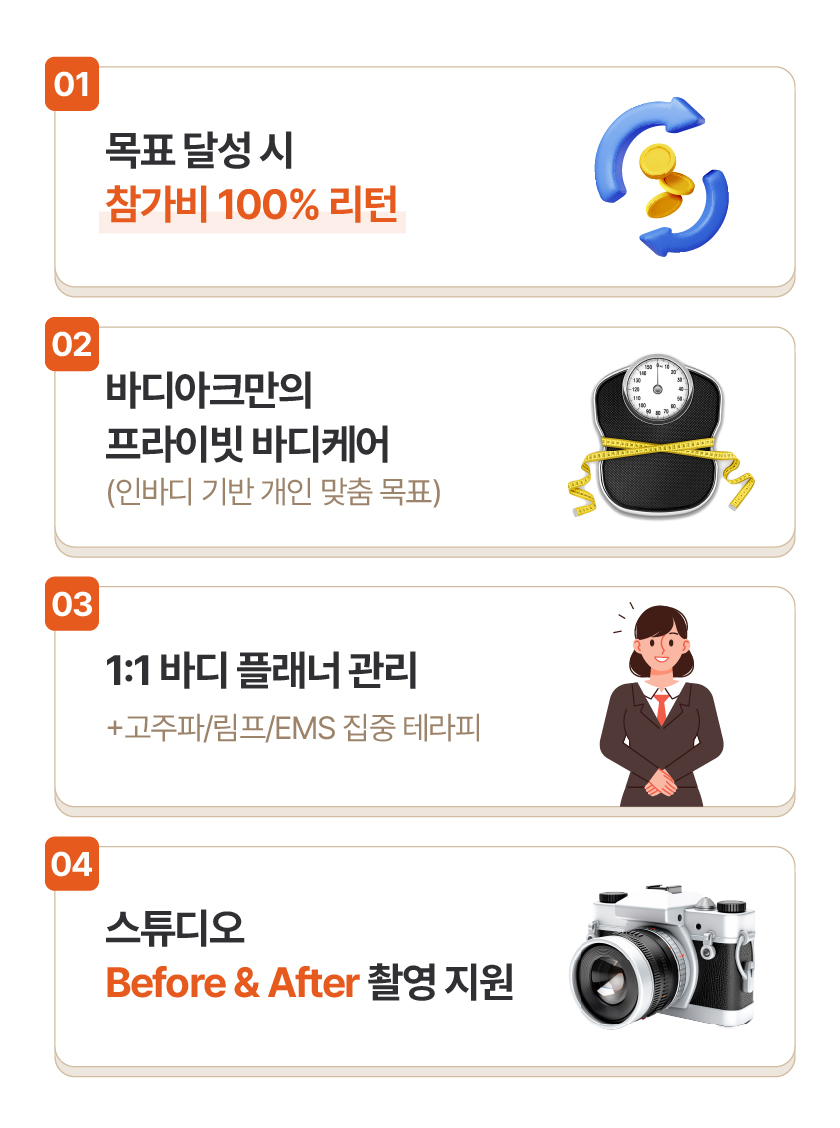 01
목표 달성 시
참가비 100% 리턴
02
바디아크만의
프라이빗 바디케어
(인바디 기반 개인 맞춤 목표)
03
1:1 바디 플래너 관리
+고주파/림프/EMS 집중 테라피
04
스튜디오
Before & After 촬영 지원